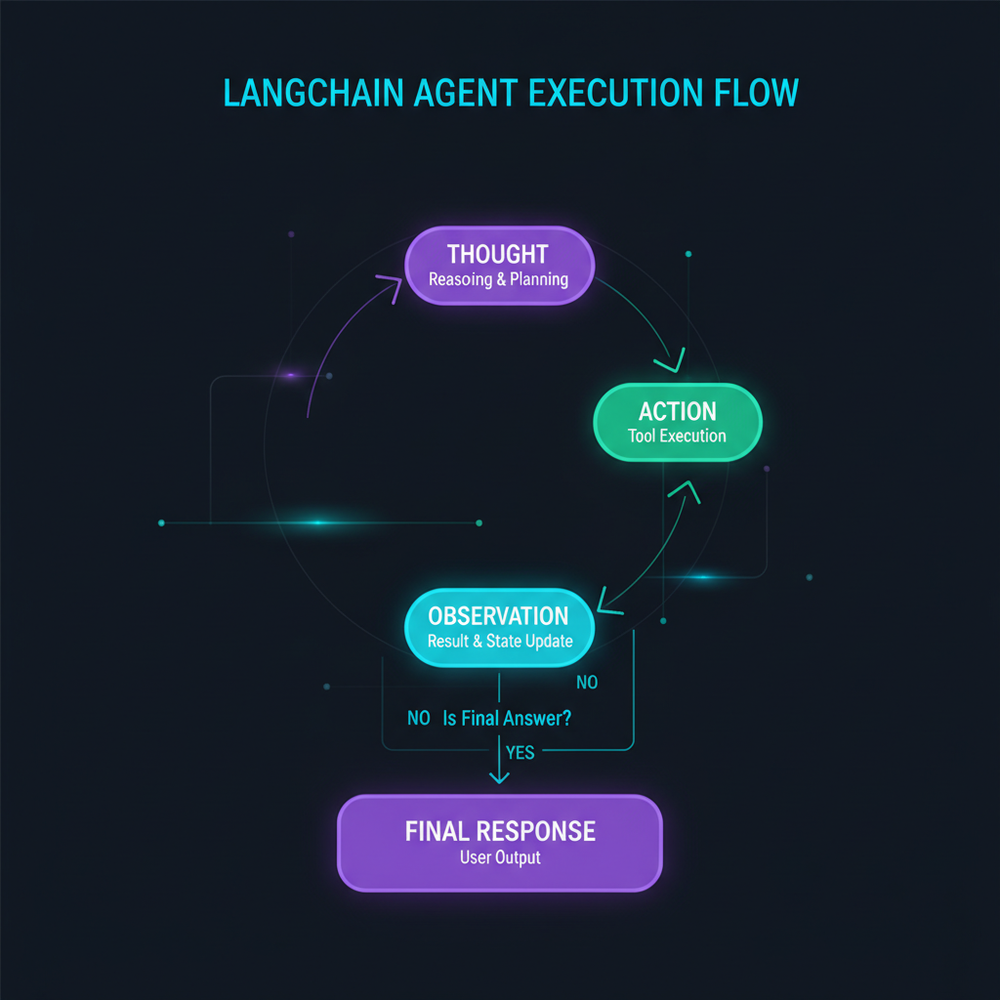 LANGCHAIN AGENT EXECUTION FLOW
THOUGHT
Reasoing & Planning
ACTION
Tool Execution
OBSERVATION
Result & State Update
NO
NO Is Final Answer?
YES
FINAL RESPONSE
User Output